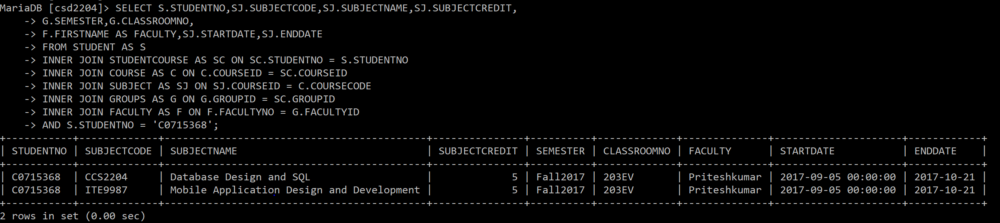 MariaDB [csd2204]> SELECT S.STUDENTNO,SJ.SUBJECTCODE,SJ.SUBJECTNAME,SJ.SUBJECTCREDIT,
    -> G.SEMESTER,G.CLASSROOMNO,
    -> F.FIRSTNAME AS FACULTY,SJ.STARTDATE,SJ.ENDDATE
    -> FROM STUDENT AS S
    -> INNER JOIN STUDENTCOURSE AS SC ON SC.STUDENTNO = S.STUDENTNO
    -> INNER JOIN COURSE AS C ON C.COURSEID = SC.COURSEID
    -> INNER JOIN SUBJECT AS SJ ON SJ.COURSEID = C.COURSECODE
    -> INNER JOIN GROUPS AS G ON G.GROUPID = SC.GROUPID
    -> INNER JOIN FACULTY AS F ON F.FACULTYNO = G.FACULTYID
    -> AND S.STUDENTNO = 'C0715368';
+-----------+-------------+-------------------------------------------+---------------+----------+-------------+--------------+---------------------+------------+
| STUDENTNO | SUBJECTCODE | SUBJECTNAME                               | SUBJECTCREDIT | SEMESTER | CLASSROOMNO | FACULTY      | STARTDATE           | ENDDATE    |
+-----------+-------------+-------------------------------------------+---------------+----------+-------------+--------------+---------------------+------------+
| C0715368  | CCS2204     | Database Design and SQL                   |             5 | Fall2017 | 203EV       | Priteshkumar | 2017-09-05 00:00:00 | 2017-10-21 |
| C0715368  | ITE9987     | Mobile Application Design and Development |             5 | Fall2017 | 203EV       | Priteshkumar | 2017-09-05 00:00:00 | 2017-10-21 |
+-----------+-------------+-------------------------------------------+---------------+----------+-------------+--------------+---------------------+------------+
2 rows in set (0.00 sec)